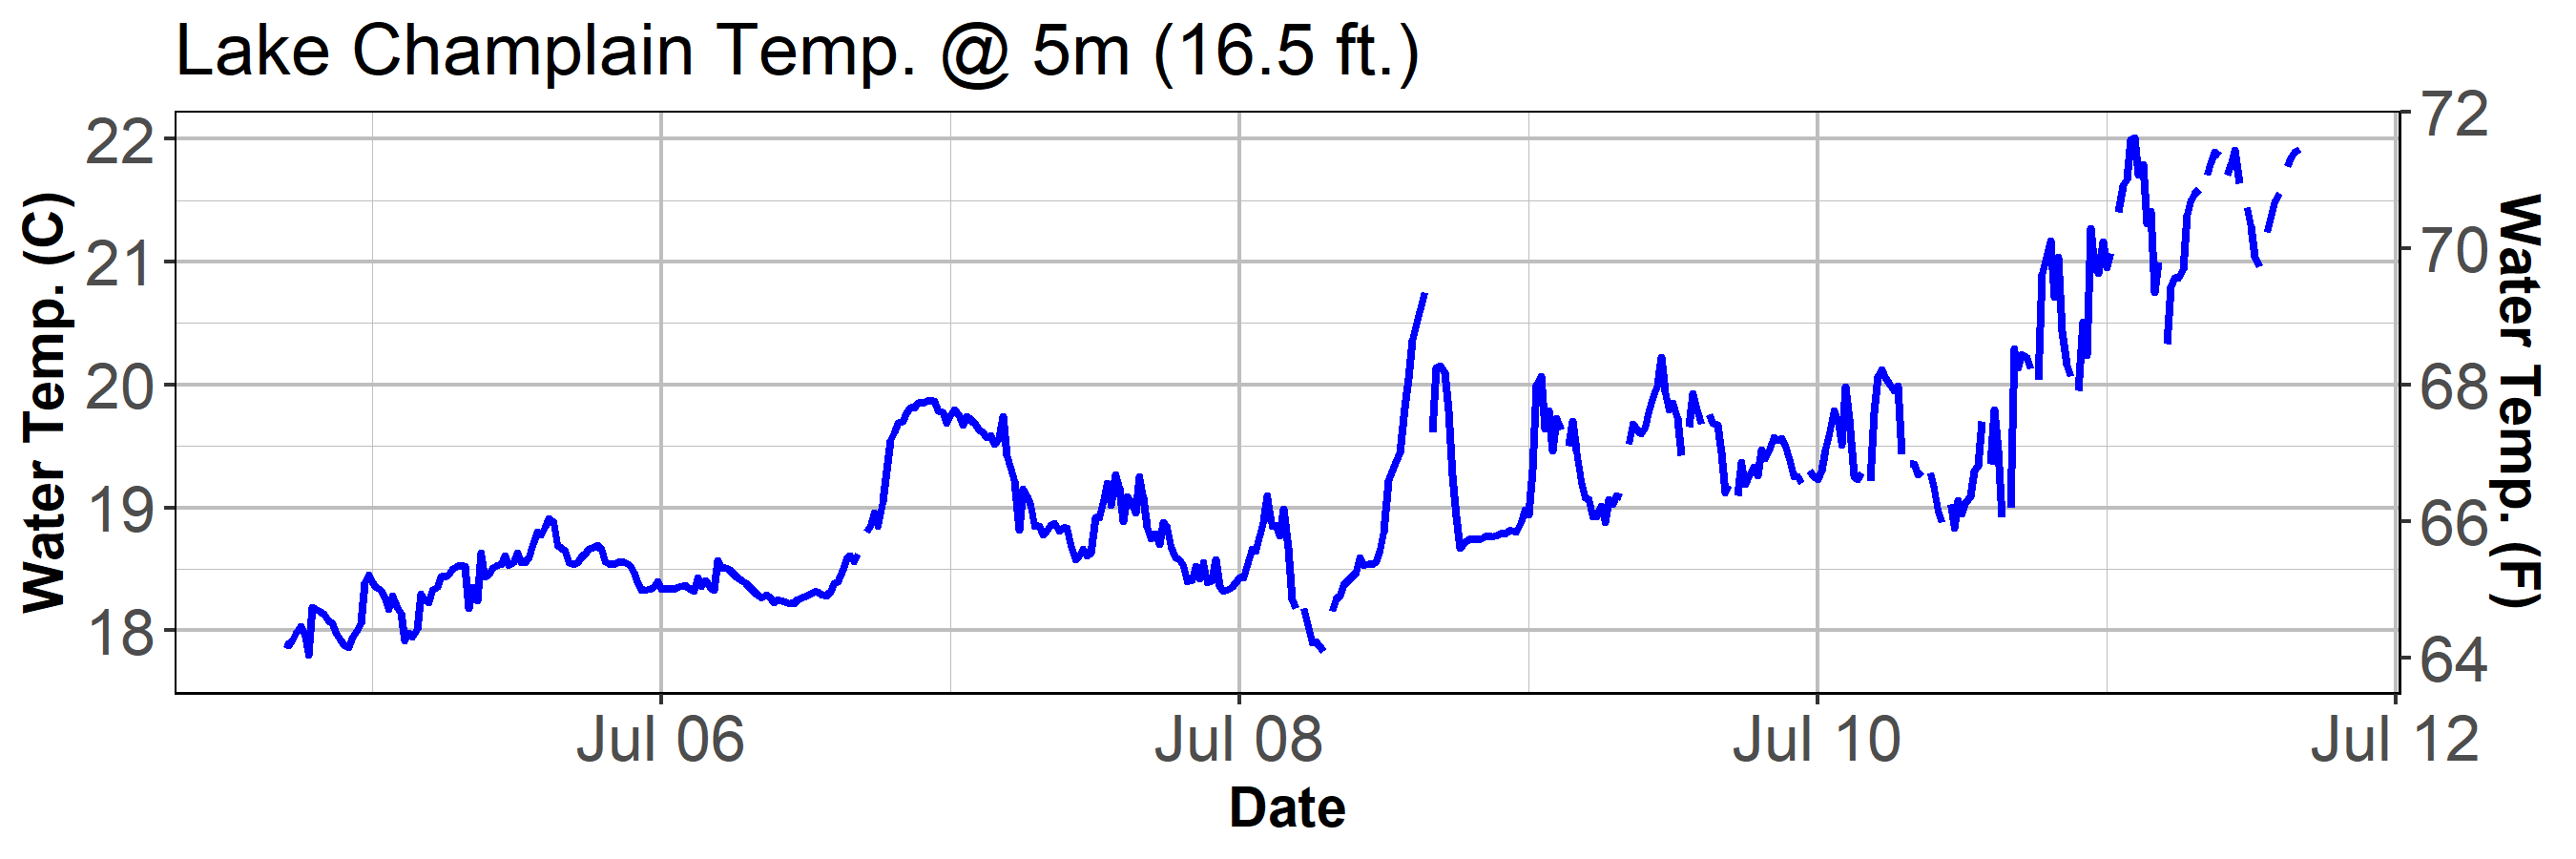 Lake Champlain Temp. @ 5m (16.5 ft.)
Water Temp. (C)
22
21
20
19
18
72
70
68
66
64
Water Temp. (F)
Jul 06 Jul 08 Jul 10 Jul 12
Date